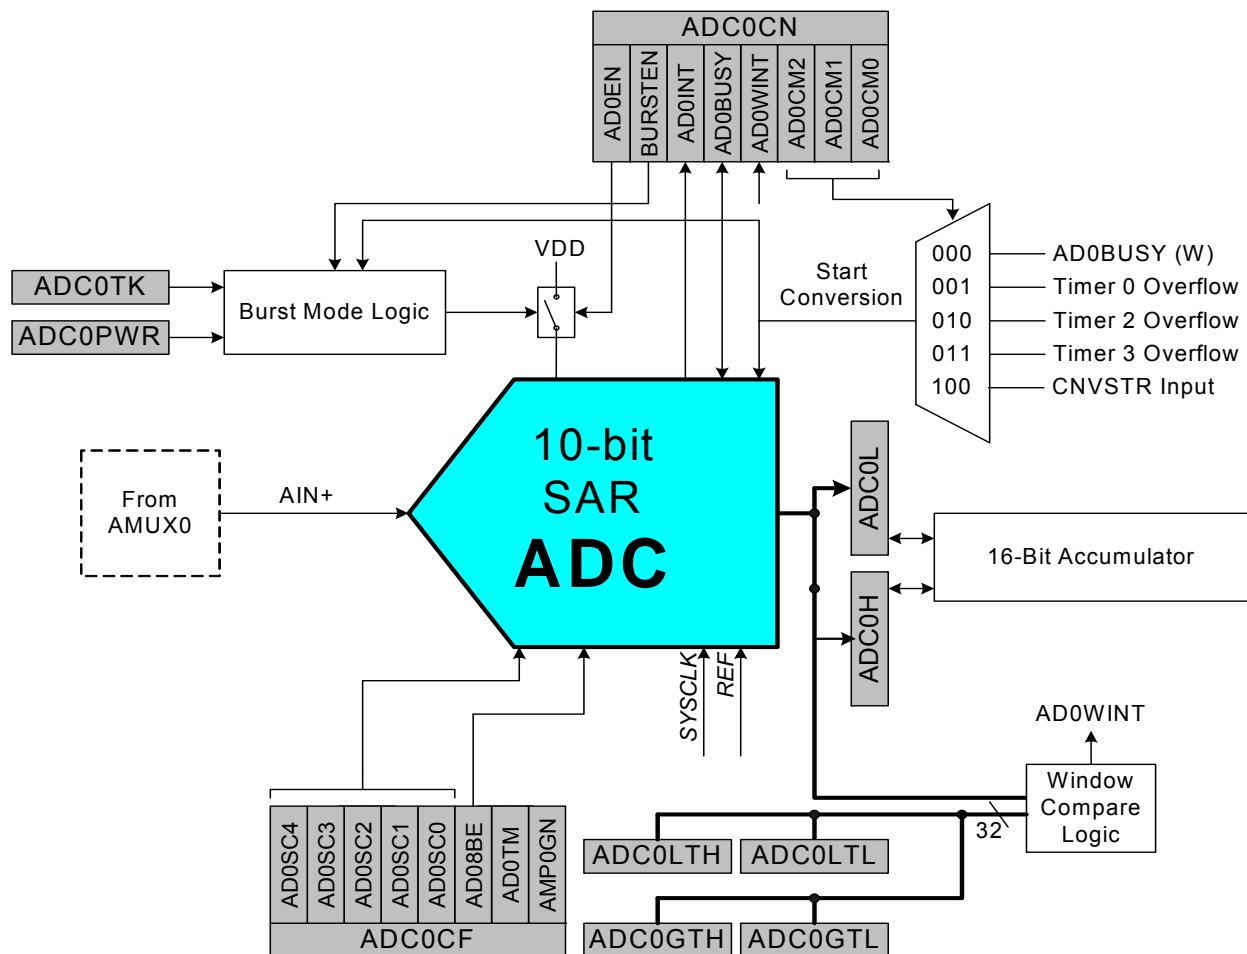 ADC0CN
AD0EN
BURSTEN
AD0INT
AD0BUSY
AD0WINT
AD0CM2
AD0CM1
AD0CM0
VDD
Start
Conversion
000
AD0BUSY (W)
001
Timer 0 Overflow
010
Timer 2 Overflow
011
Timer 3 Overflow
100
CNVSTR Input
ADC0TK
ADC0PWR
Burst Mode Logic
10-bit
SAR
ADC
From
AMUX0
AIN+
ADC0L
ADC0H
16-Bit Accumulator
SYSCLK
REF
AD0WINT
Window
Compare
Logic
32
AD0SC4
AD0SC3
AD0SC2
AD0SC1
AD0SC0
AD08BE
AD0TM
AMP0GN
ADC0CF
ADC0LTH
ADC0LTL
ADC0GTH
ADC0GTL